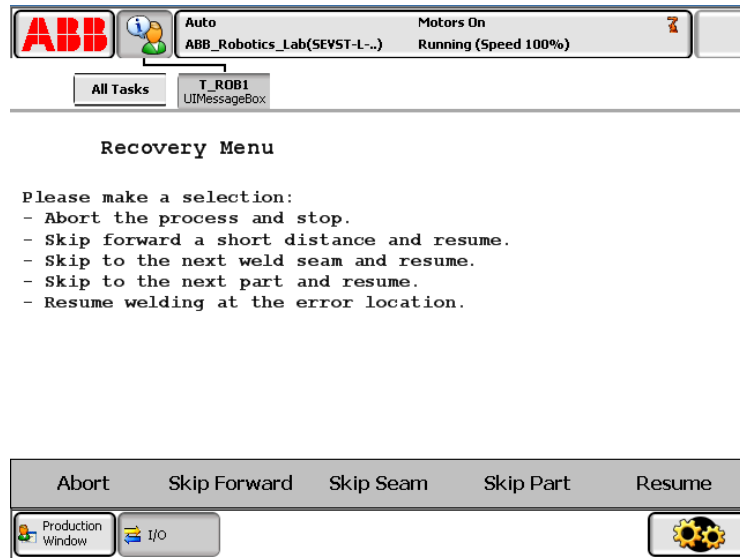 ABB
Auto
Motors On
ABB_Robotics_Lab(SEVST-L-..)
Running (Speed 100%)
All Tasks
T_ROB1
UIMessageBox
Recovery Menu
Please make a selection:
- Abort the process and stop.
- Skip forward a short distance and resume.
- Skip to the next weld seam and resume.
- Skip to the next part and resume.
- Resume welding at the error location.
Abort
Skip Forward
Skip Seam
Skip Part
Resume
Production
Window
I/O